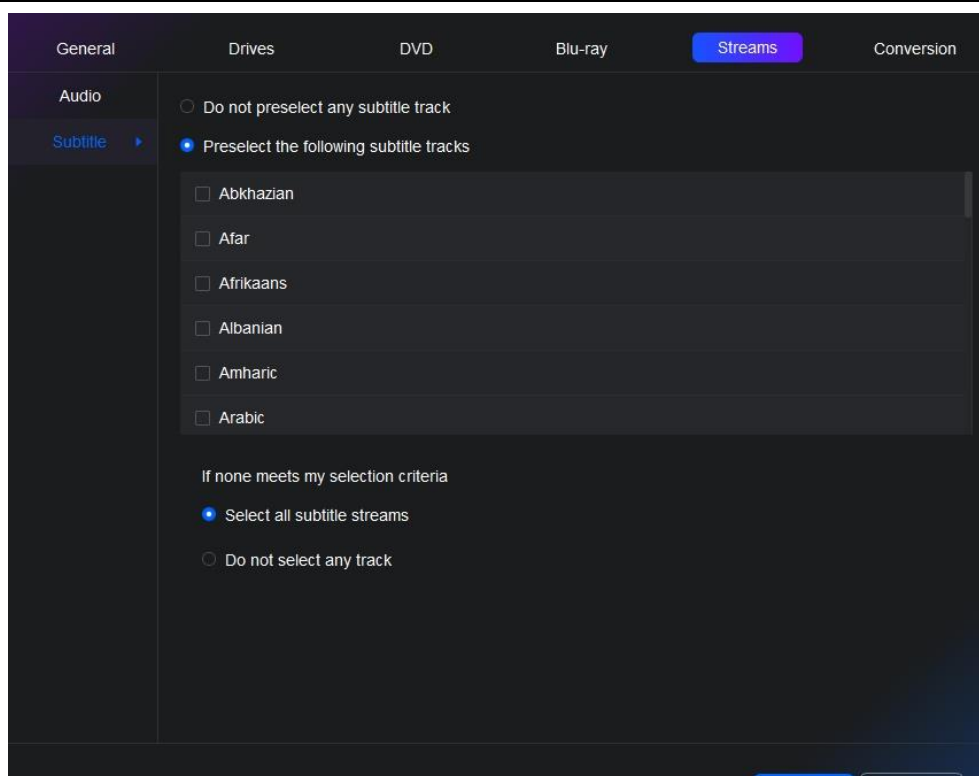 General Drives DVD Blu-ray Streams Conversion
Audio
Subtitle
Do not preselect any subtitle track
Preselect the following subtitle tracks
Abkhazian
Afar
Afrikaans
Albanian
Amharic
Arabic
If none meets my selection criteria
Select all subtitle streams
Do not select any track